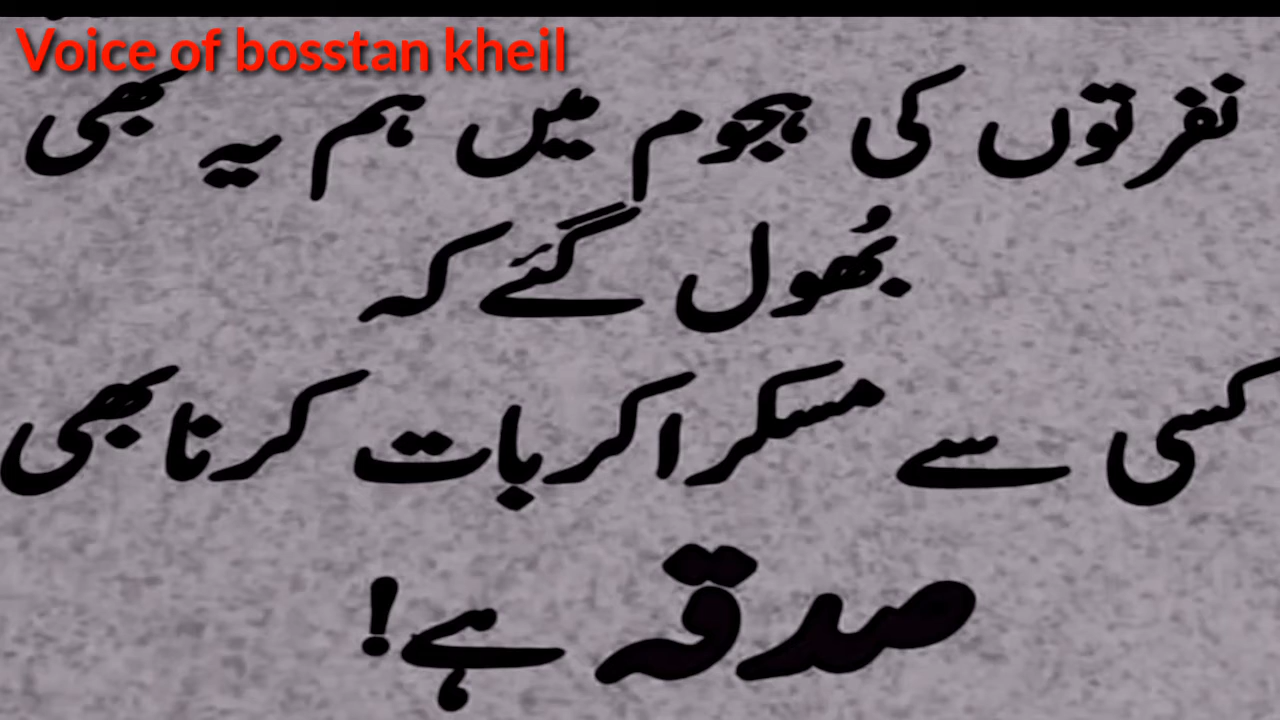 Voice of bosstan kheil
نفرتوں کی ہجوم میں ہم یہ بھی
بُھول گئے کہ
کسی سے مسکرا کر بات کرنا بھی
صدقہ ہے!